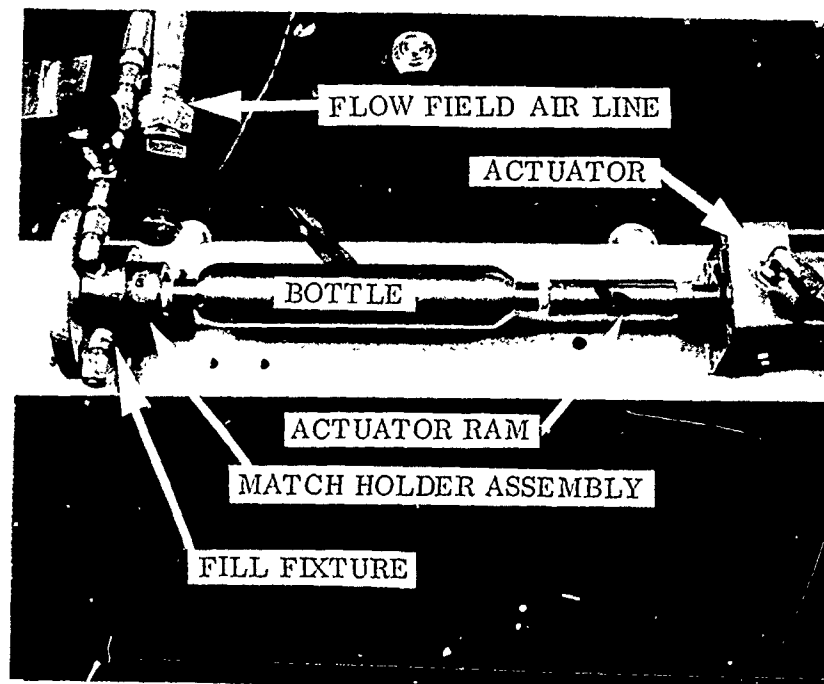 FLOW FIELD AIR LINE
ACTUATOR
BOTTLE
ACTUATOR RAM
MATCH HOLDER ASSEMBLY
FILL FIXTURE